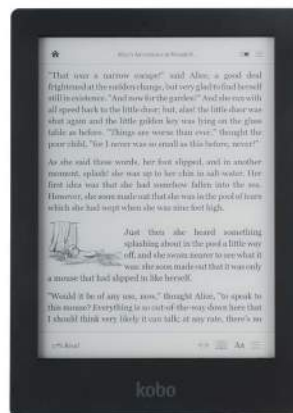 Alice's Adventures in Wonderland
"That was a narrow escape!" said Alice, a good deal
frightened at the sudden change, but very glad to find herself
still in existence. "And now for the garden!" And she ran with
all speed back to the little door; but, alas! the little door was
shut again and the little golden key was lying on the glass
table as before. "Things are worse than ever," thought the
poor child, "for I never was so small as this before, never!"
As she said these words, her foot slipped, and in another
moment, splash! she was up to her chin in salt-water. Her
first idea was that she had somehow fallen into the sea.
However, she soon made out that she was in the pool of tears
which she had wept when she was nine feet high.
Just then she heard something
splashing about in the pool a little way
off, and she swam nearer to see what it
was: she soon made out that it was only
a mouse that had slipped in like herself.
"Would it be of any use, now," thought Alice, "to speak to
this mouse? Everything is so out-of-the-way down here that
I should think very likely it can talk; at any rate, there's no
Read
Aa
kobo